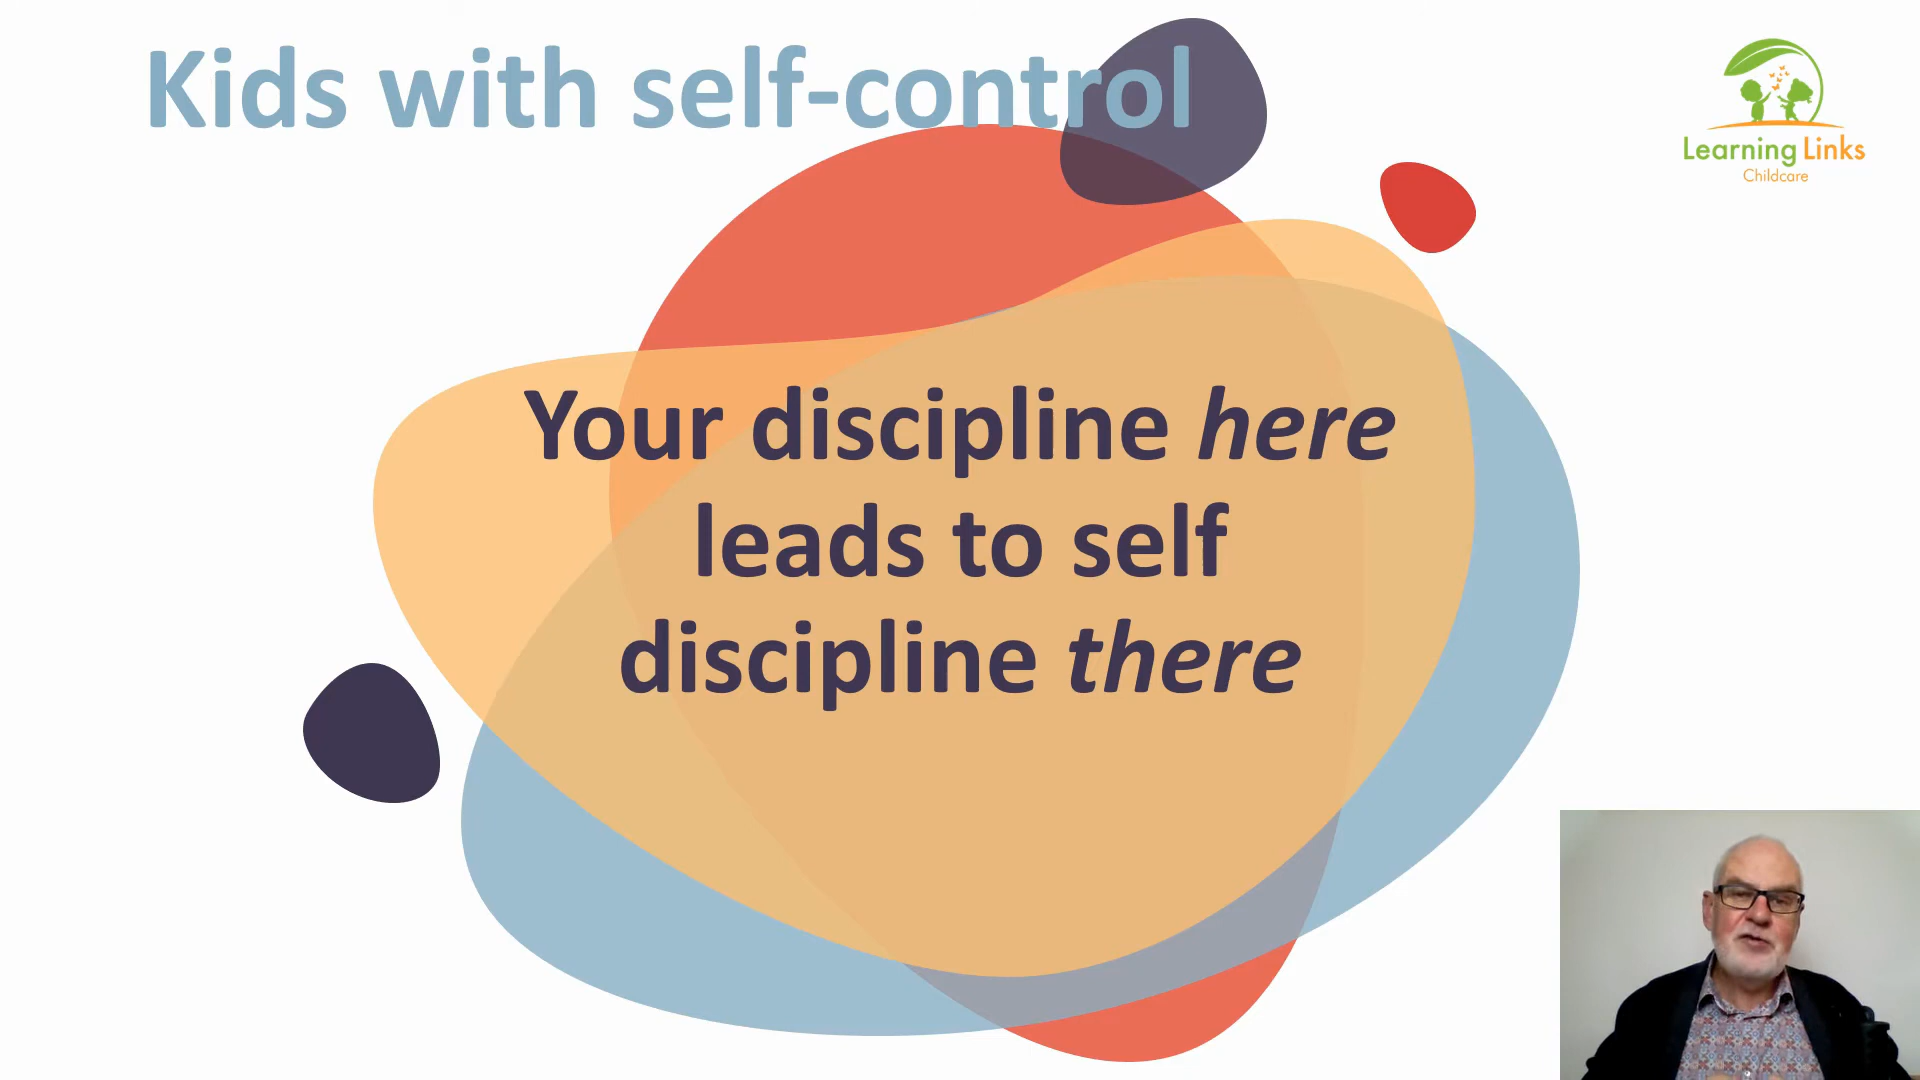 Kids with self-control
Learning Links
Childcare
Your discipline here
leads to self
discipline there